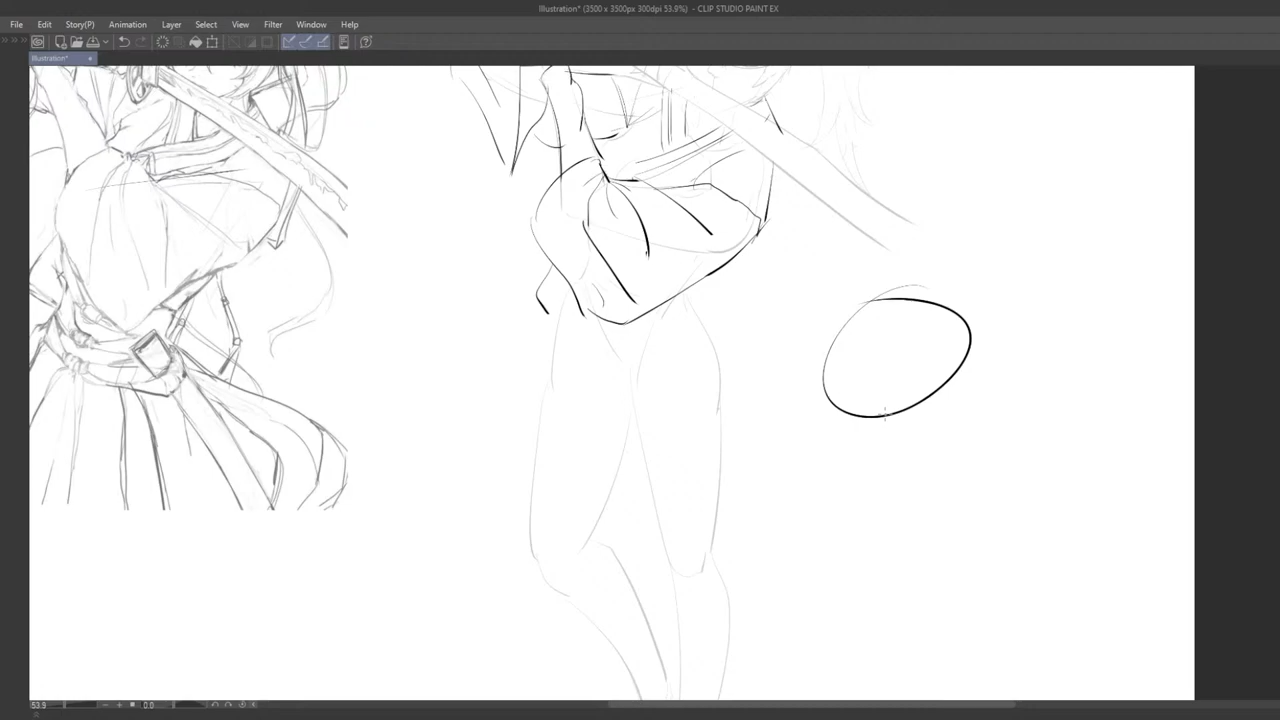 Illustration* (3500 x 3500px 300dpi 53.9%) - CLIP STUDIO PAINT EX
File Edit Story(P) Animation Layer Select View Filter Window Help
Illustration*
53.9 0.0